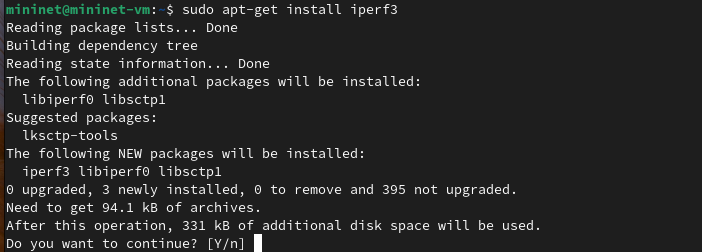 mininet@mininet-vm:~$ sudo apt-get install iperf3
Reading package lists... Done
Building dependency tree
Reading state information... Done
The following additional packages will be installed:
  libiperf0 libsctp1
Suggested packages:
  lksctp-tools
The following NEW packages will be installed:
  iperf3 libiperf0 libsctp1
0 upgraded, 3 newly installed, 0 to remove and 395 not upgraded.
Need to get 94.1 kB of archives.
After this operation, 331 kB of additional disk space will be used.
Do you want to continue? [Y/n]